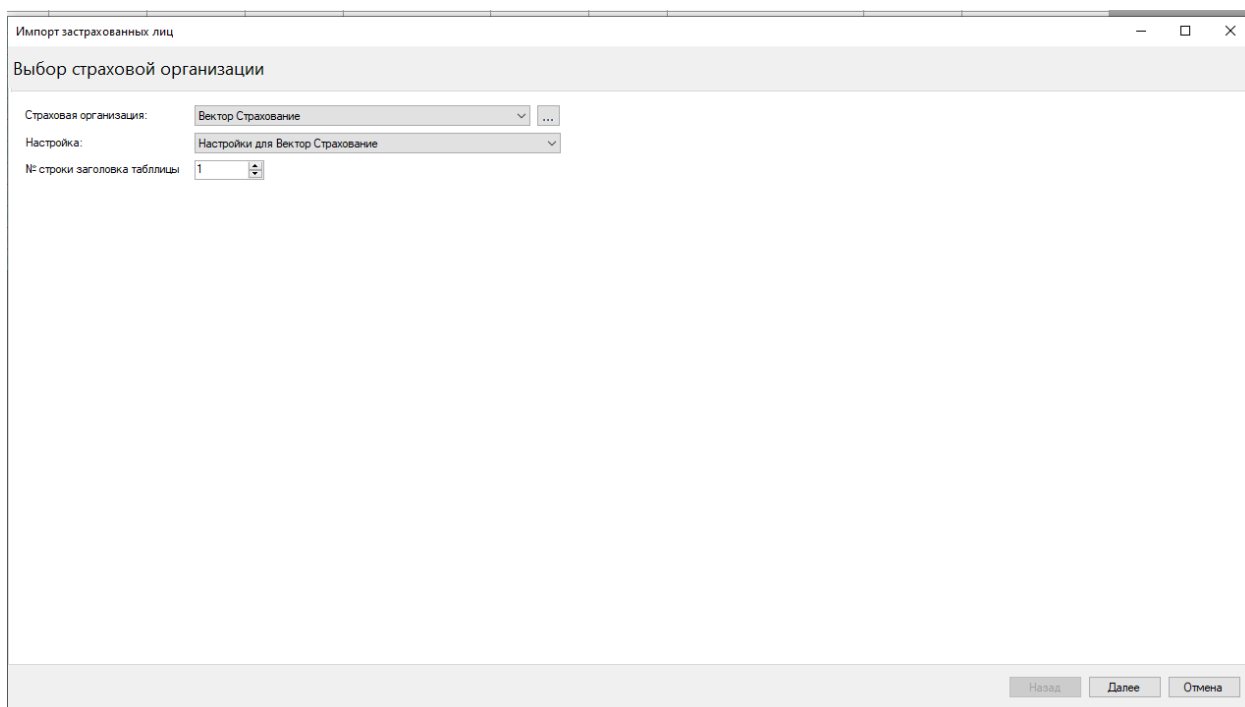 Импорт застрахованных лиц
Выбор страховой организации
Страховая организация: Вектор Страхование ...
Настройка: Настройки для Вектор Страхование
№ строки заголовка табллицы 1
Назад Далее Отмена